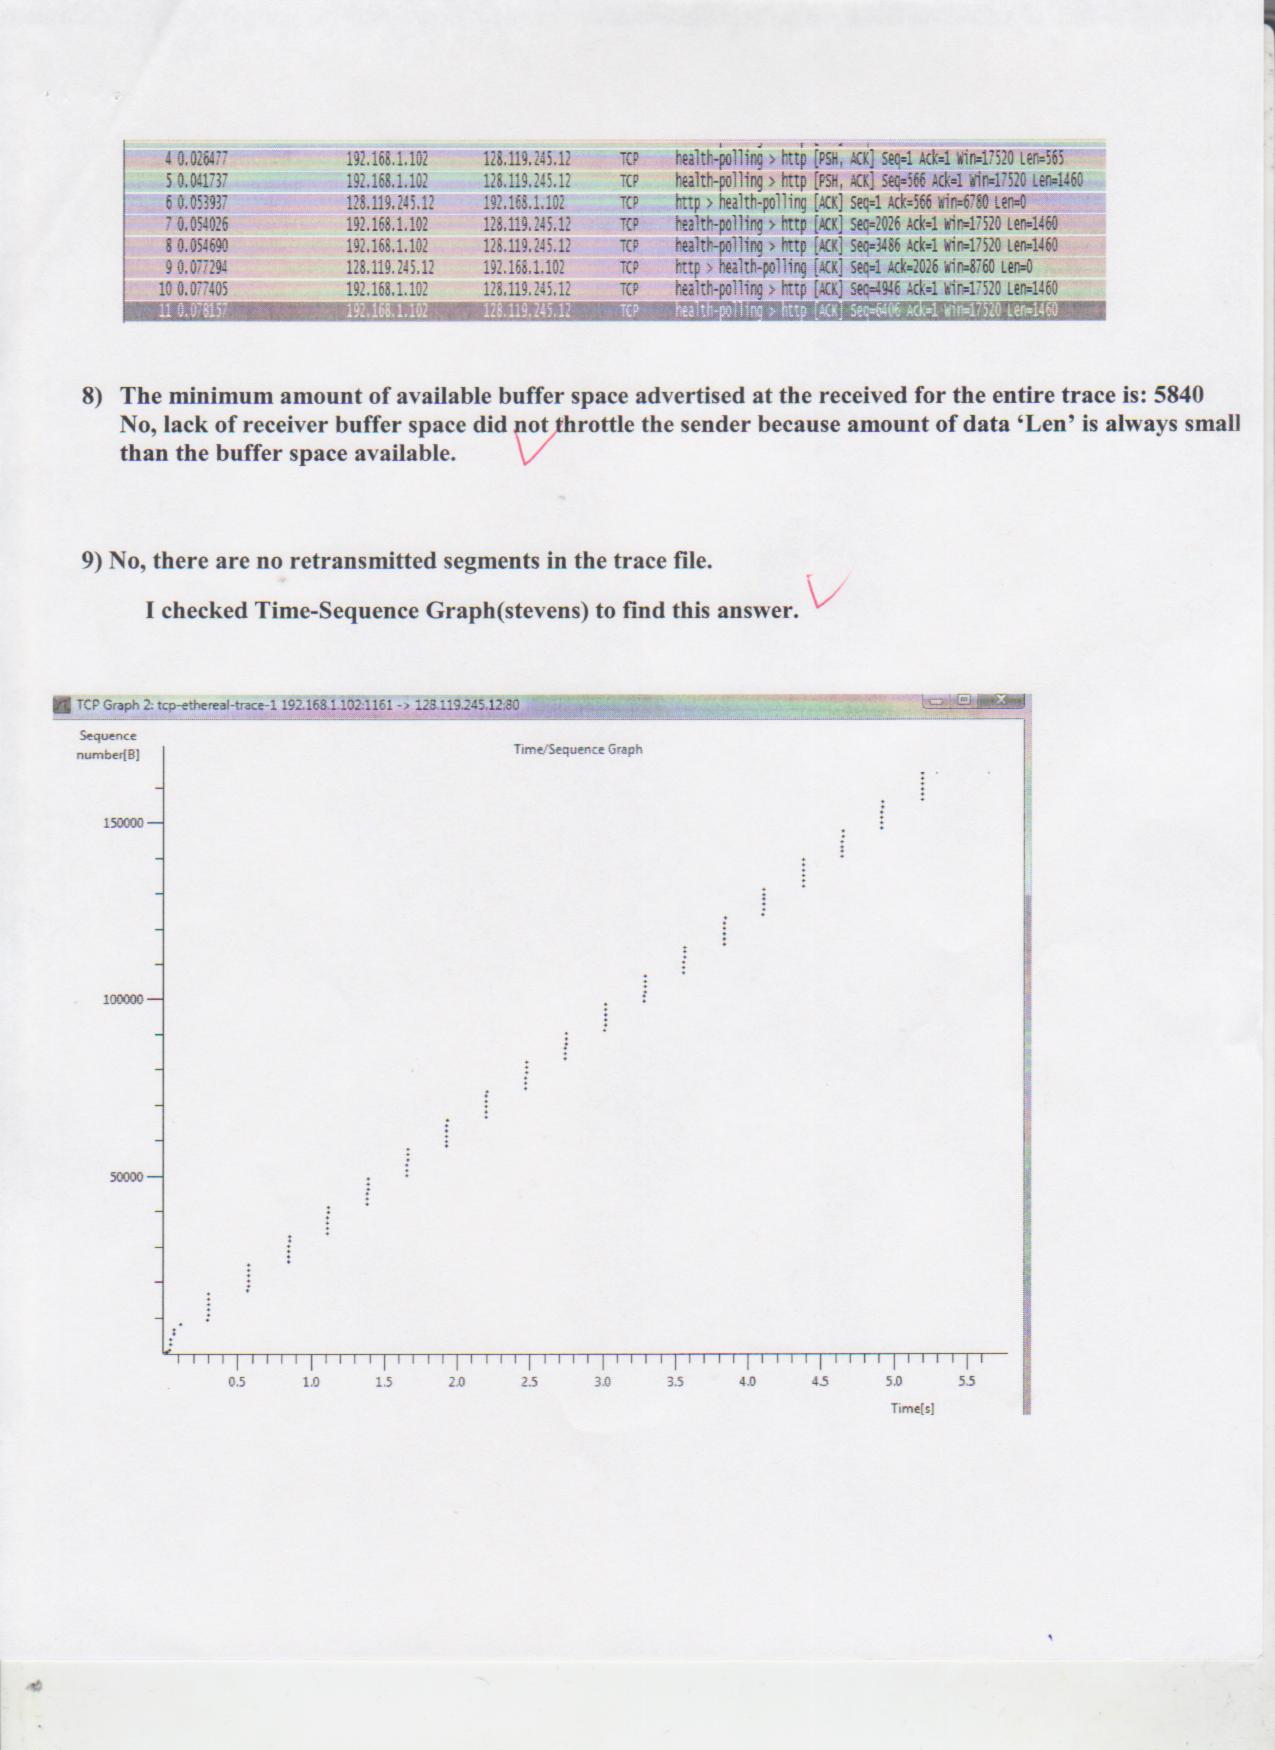 4 0.026477 192.168.1.102 128.119.245.12 TCP health-polling > http [PSH, ACK] Seq=1 Ack=1 Win=17520 Len=565
5 0.041737 192.168.1.102 128.119.245.12 TCP health-polling > http [PSH, ACK] Seq=566 Ack=1 Win=17520 Len=1460
6 0.053937 128.119.245.12 192.168.1.102 TCP http > health-polling [ACK] Seq=1 Ack=566 Win=6780 Len=0
7 0.054026 192.168.1.102 128.119.245.12 TCP health-polling > http [ACK] Seq=2026 Ack=1 Win=17520 Len=1460
8 0.054690 192.168.1.102 128.119.245.12 TCP health-polling > http [ACK] Seq=3486 Ack=1 Win=17520 Len=1460
9 0.077294 128.119.245.12 192.168.1.102 TCP http > health-polling [ACK] Seq=1 Ack=2026 Win=8760 Len=0
10 0.077405 192.168.1.102 128.119.245.12 TCP health-polling > http [ACK] Seq=4946 Ack=1 Win=17520 Len=1460
11 0.078157 192.168.1.102 128.119.245.12 TCP health-polling > http [ACK] Seq=6406 Ack=1 Win=17520 Len=1460
8) The minimum amount of available buffer space advertised at the received for the entire trace is: 5840
No, lack of receiver buffer space did not throttle the sender because amount of data ‘Len’ is always small
than the buffer space available.
9) No, there are no retransmitted segments in the trace file.
I checked Time-Sequence Graph(stevens) to find this answer.
TCP Graph 2: tcp-ethereal-trace-1 192.168.1.102:1161 -> 128.119.245.12:80
Sequence
number[B]
Time/Sequence Graph
150000
100000
50000
0.5 1.0 1.5 2.0 2.5 3.0 3.5 4.0 4.5 5.0 5.5
Time[s]